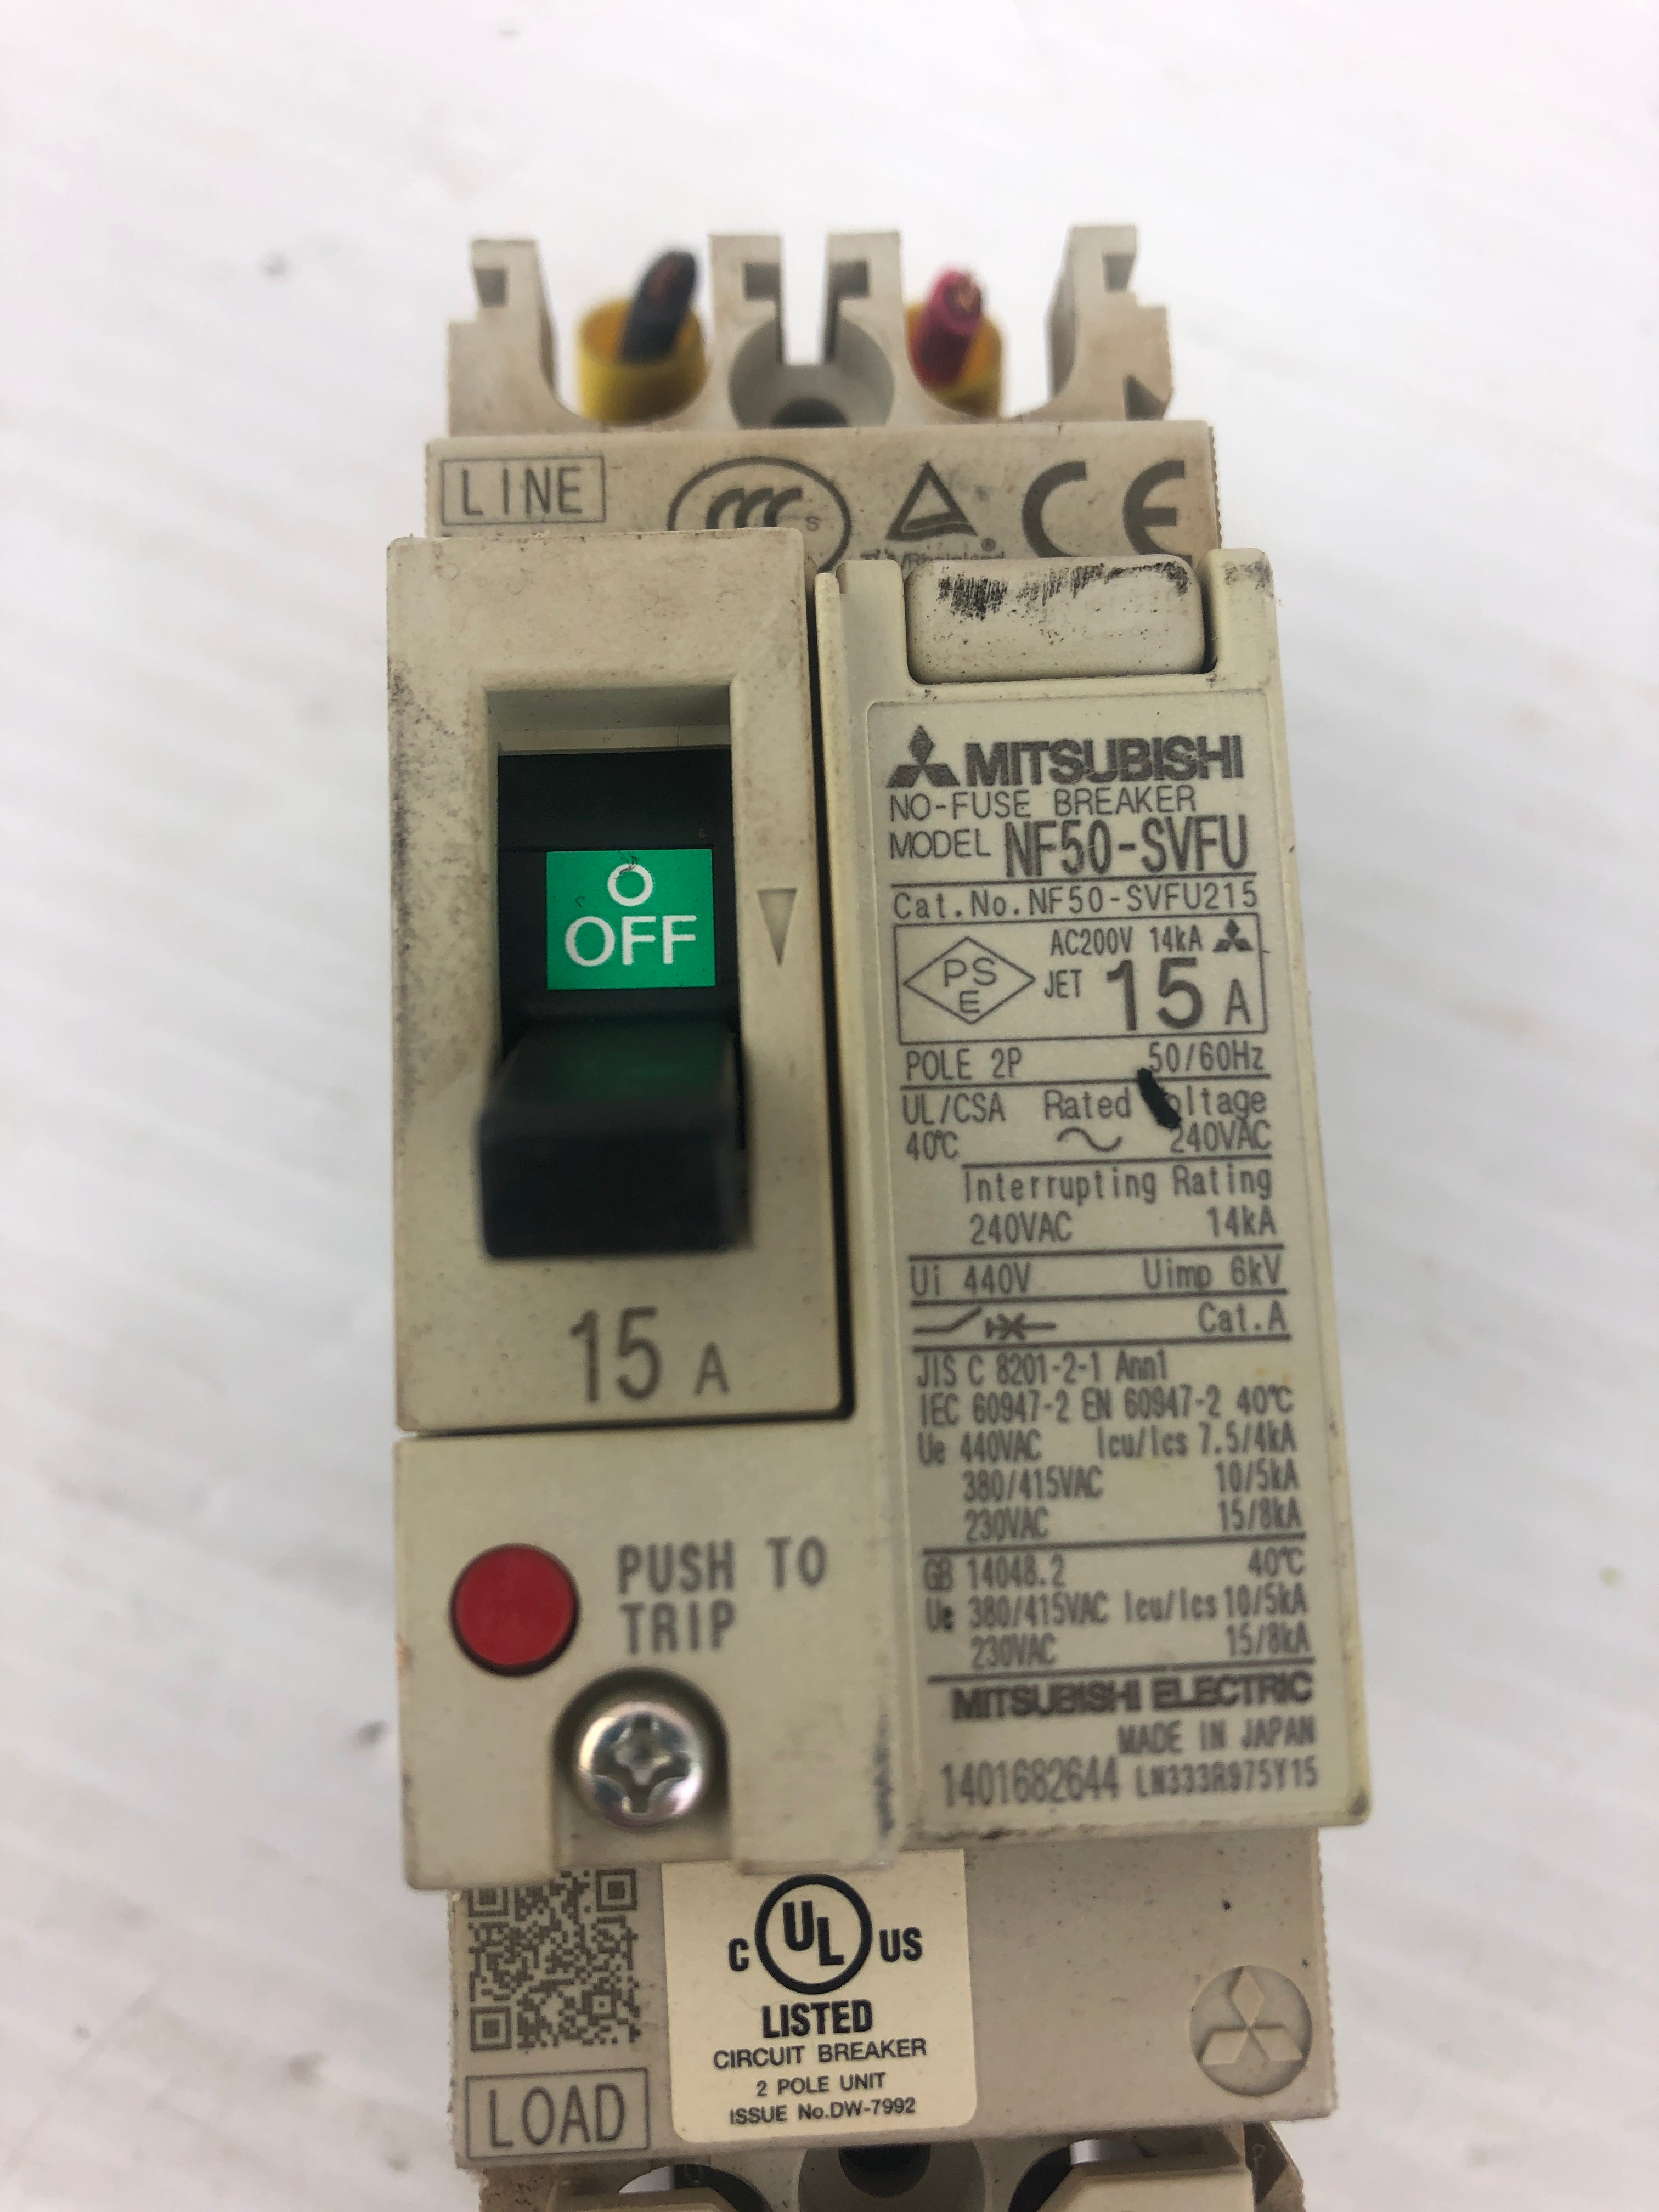 LINE
CCC S
CE
MITSUBISHI
NO-FUSE BREAKER
MODEL NF50-SVFU
Cat.No.NF50-SVFU215
PS E JET AC200V 14kA
15 A
POLE 2P 50/60Hz
UL/CSA Rated Voltage
40℃ 240VAC
Interrupting Rating
240VAC 14kA
Ui 440V Uimp 6kV
Cat.A
JIS C 8201-2-1 Ann1
IEC 60947-2 EN 60947-2 40℃
Ue 440VAC Icu/Ics 7.5/4kA
380/415VAC 10/5kA
230VAC 15/8kA
GB 14048.2 40℃
Ue 380/415VAC Icu/Ics 10/5kA
230VAC 15/8kA
MITSUBISHI ELECTRIC
MADE IN JAPAN
1401682644 LN333R975Y15
O
OFF
15 A
PUSH TO
TRIP
C UL US
LISTED
CIRCUIT BREAKER
2 POLE UNIT
ISSUE No.DW-7992
LOAD